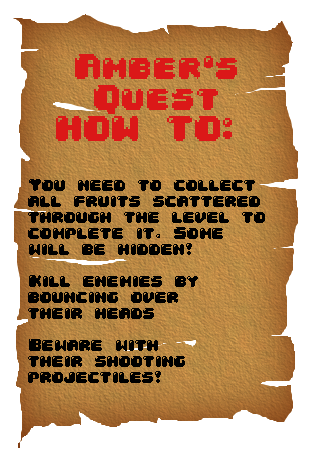 Amber's
Quest
HOW TO:
You need to collect
all fruits scattered
through the level to
complete it. Some
will be hidden!
Kill enemies by
bouncing over
their heads
Beware with
their shooting
projectiles!